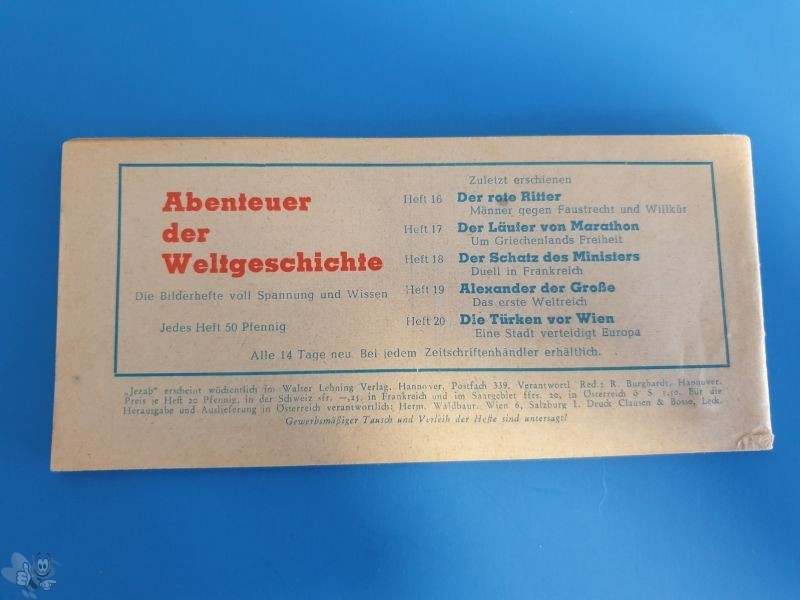 Abenteuer
der
Weltgeschichte
Die Bilderhefte voll Spannung und Wissen
Jedes Heft 50 Pfennig
Zuletzt erschienen
Heft 16 Der rote Ritter
Männer gegen Faustrecht und Willkür
Heft 17 Der Läufer von Marathon
Um Griechenlands Freiheit
Heft 18 Der Schatz des Ministers
Duell in Frankreich
Heft 19 Alexander der Große
Das erste Weltreich
Heft 20 Die Türken vor Wien
Eine Stadt verteidigt Europa
Alle 14 Tage neu. Bei jedem Zeitschriftenhändler erhältlich.
„Jezab" erscheint wöchentlich im Walter Lehning Verlag, Hannover, Postfach 339. Verantwortl. Red.: R. Burghardt, Hannover.
Preis je Heft 20 Pfennig, in der Schweiz sfr. —,25, in Frankreich und im Saargebiet ffrs. 20, in Österreich ö S. 1,50. Für die
Herausgabe und Auslieferung in Österreich verantwortlich: Herm. Waldbaur, Wien 6, Salzburg 1. Druck Clausen & Bosse, Leck.
Gewerbsmäßiger Tausch und Verleih der Hefte sind untersagt!